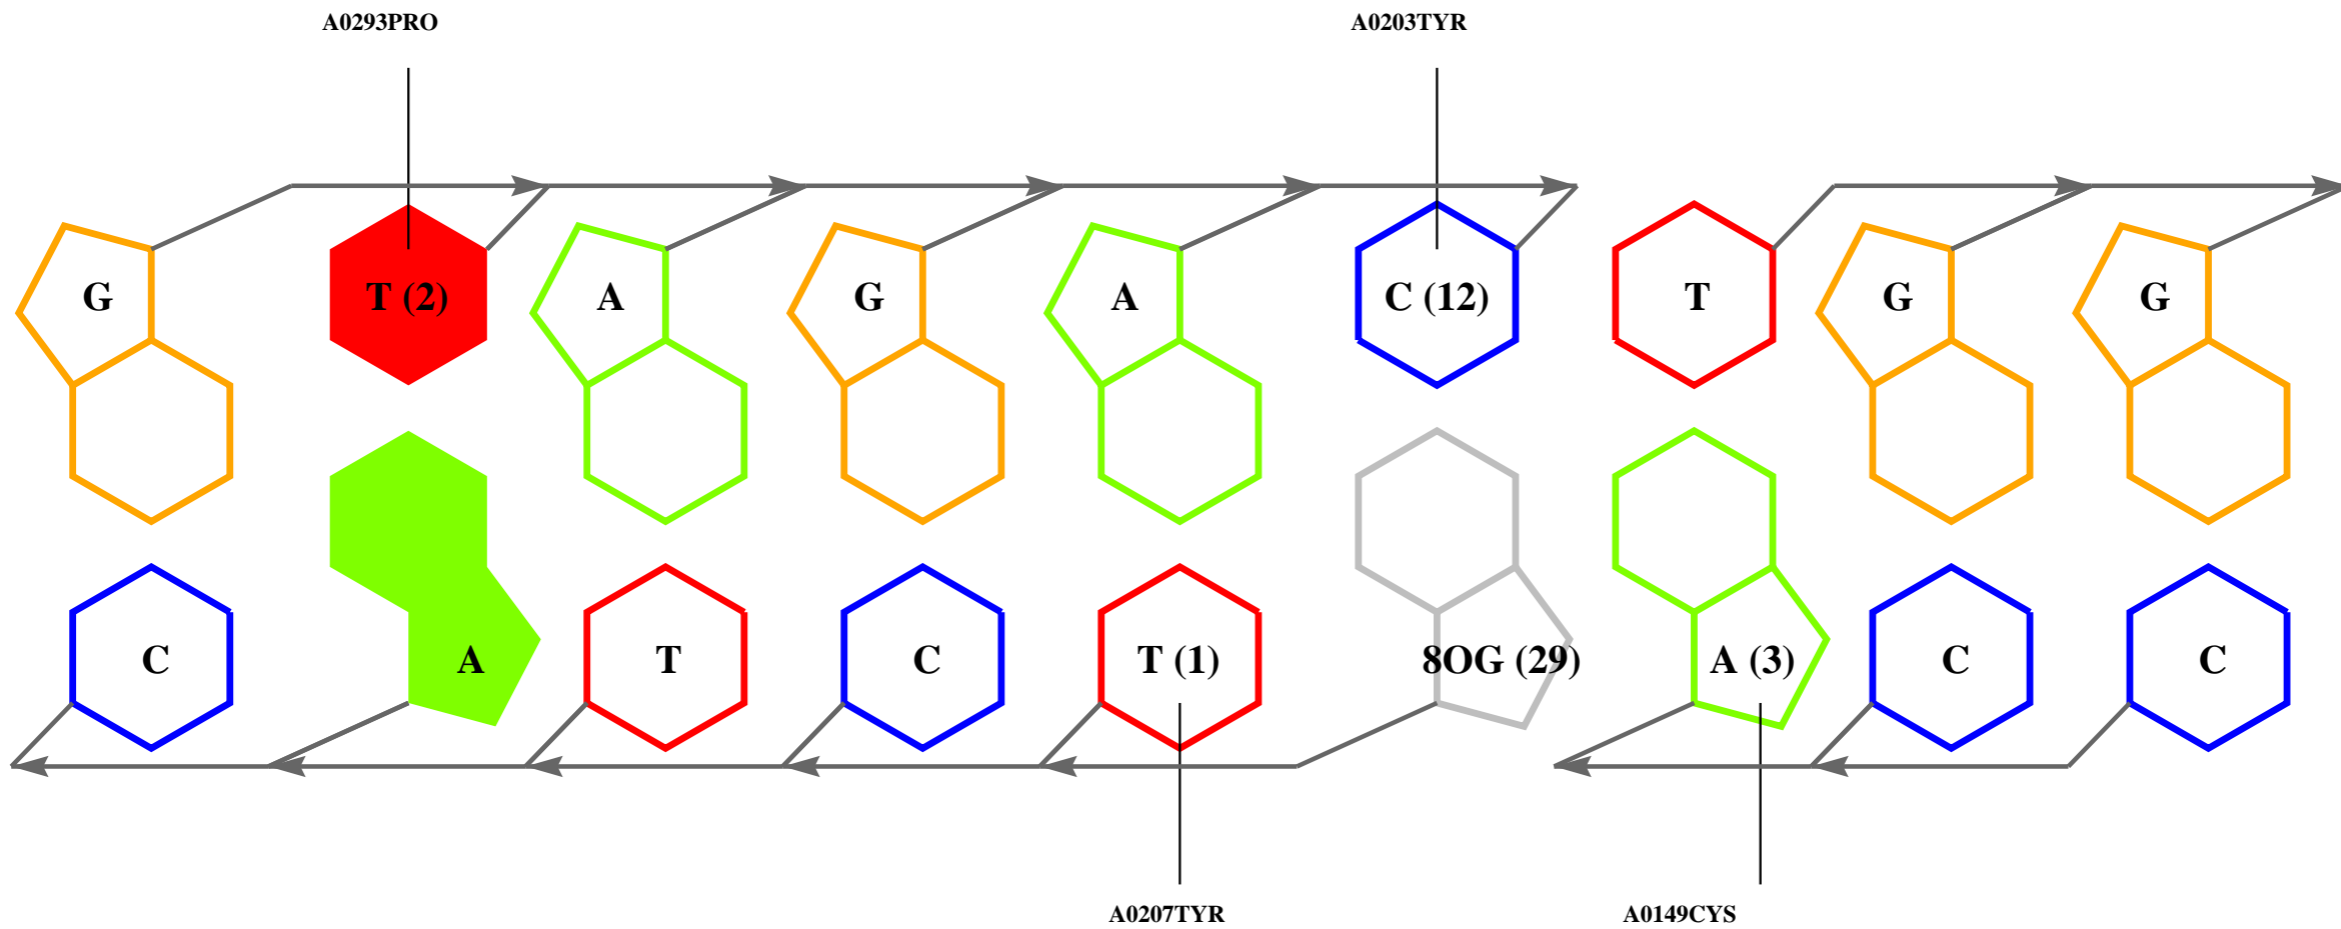 A0293PRO A0203TYR
G T (2) A G A C (12) T G G
C A T C T (1) 8OG (29) A (3) C C
A0207TYR A0149CYS